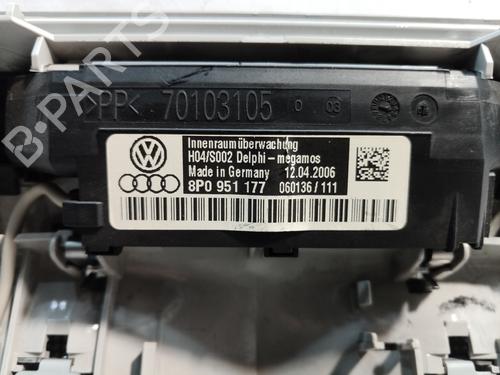 >PP< 70103105
Innenraumüberwachung
H04/S002 Delphi-megamos
Made in Germany 12.04.2006
8P0 951 177 060136/111
B-Parts